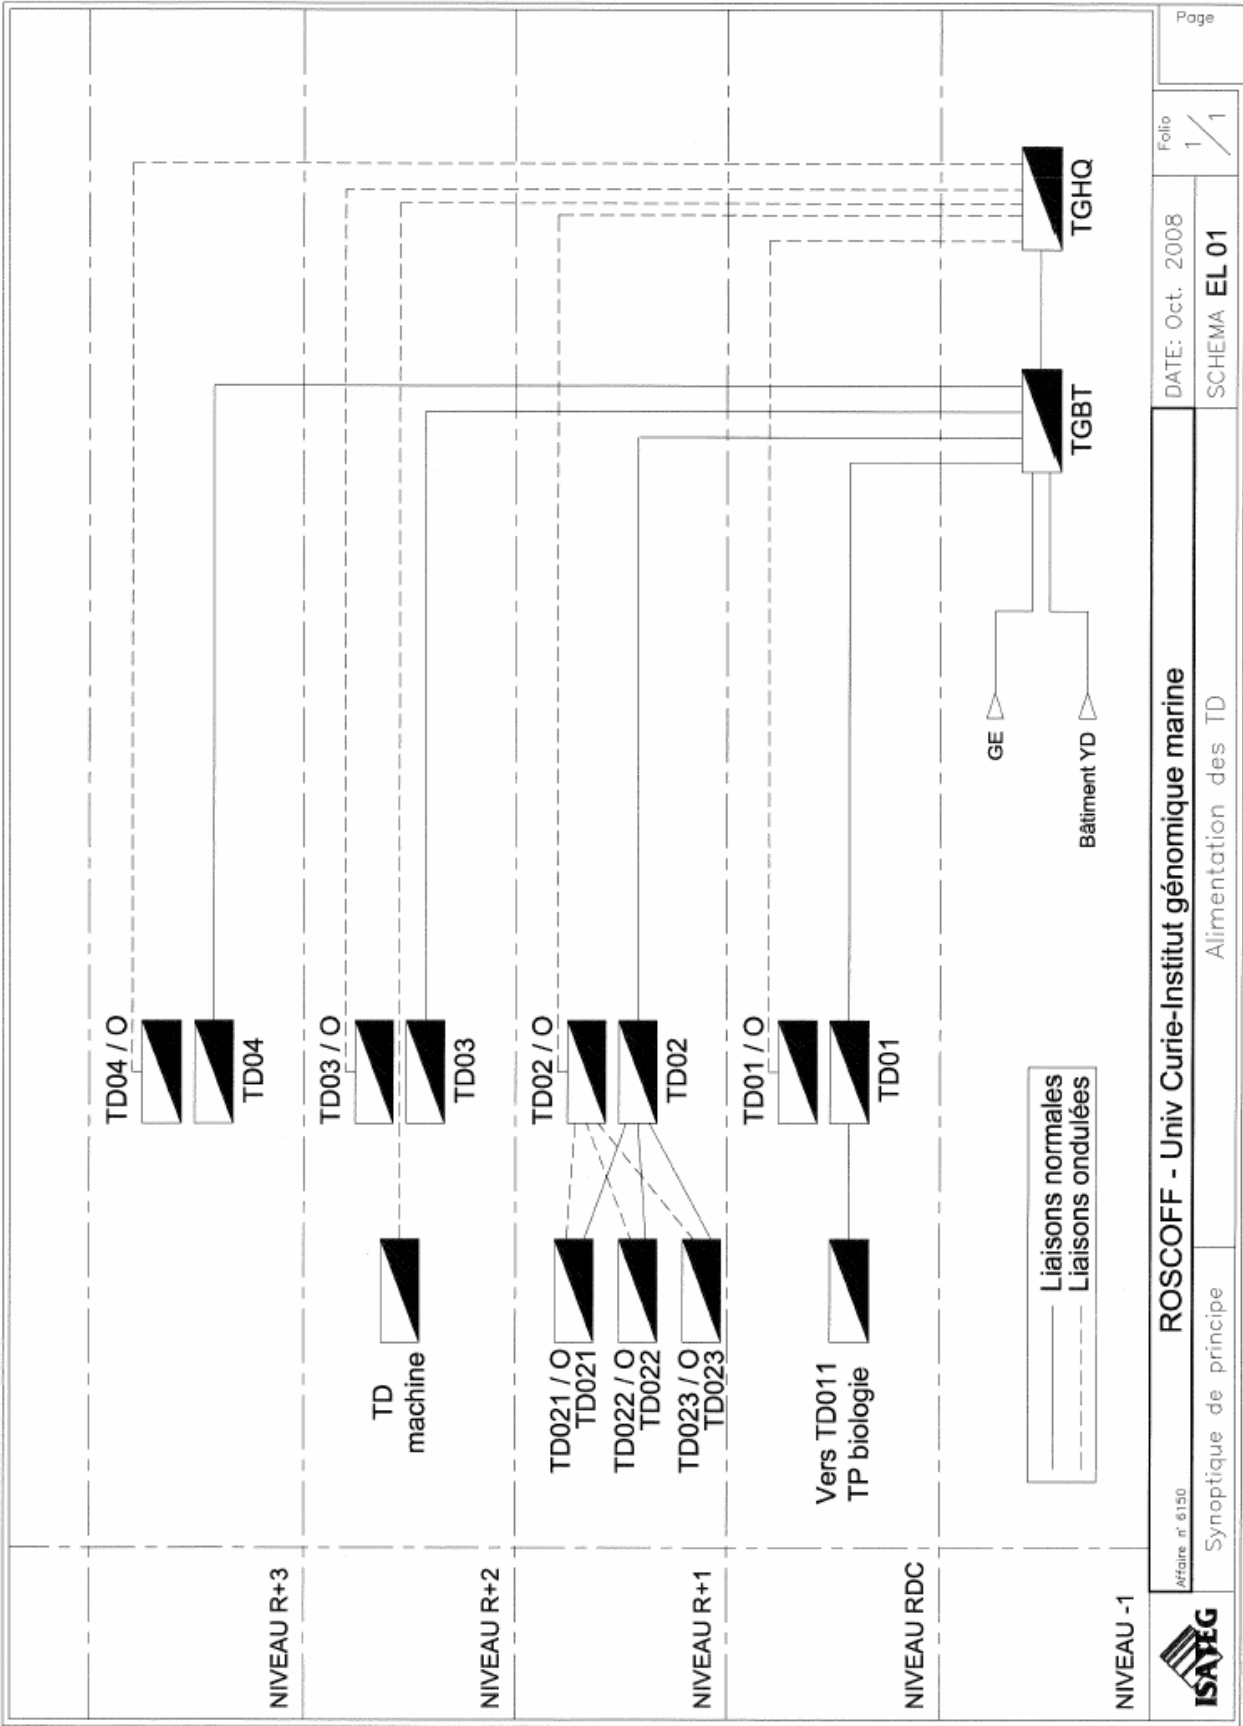 TD04 / O
TD04
NIVEAU R+3
TD03 / O
TD
machine
TD03
NIVEAU R+2
TD02 / O
TD021 / O
TD021
TD02
TD022 / O
TD022
TD023 / O
TD023
NIVEAU R+1
TD01 / O
Vers TD011
TP biologie
TD01
NIVEAU RDC
GE
TGBT
TGHQ
Bâtiment YD
Liaisons normales
Liaisons ondulées
NIVEAU -1
ISATEG
Affaire n° 6150
ROSCOFF - Univ Curie-Institut génomique marine
DATE: Oct. 2008
Folio
1/1
Page
Synoptique de principe
Alimentation des TD
SCHEMA EL 01